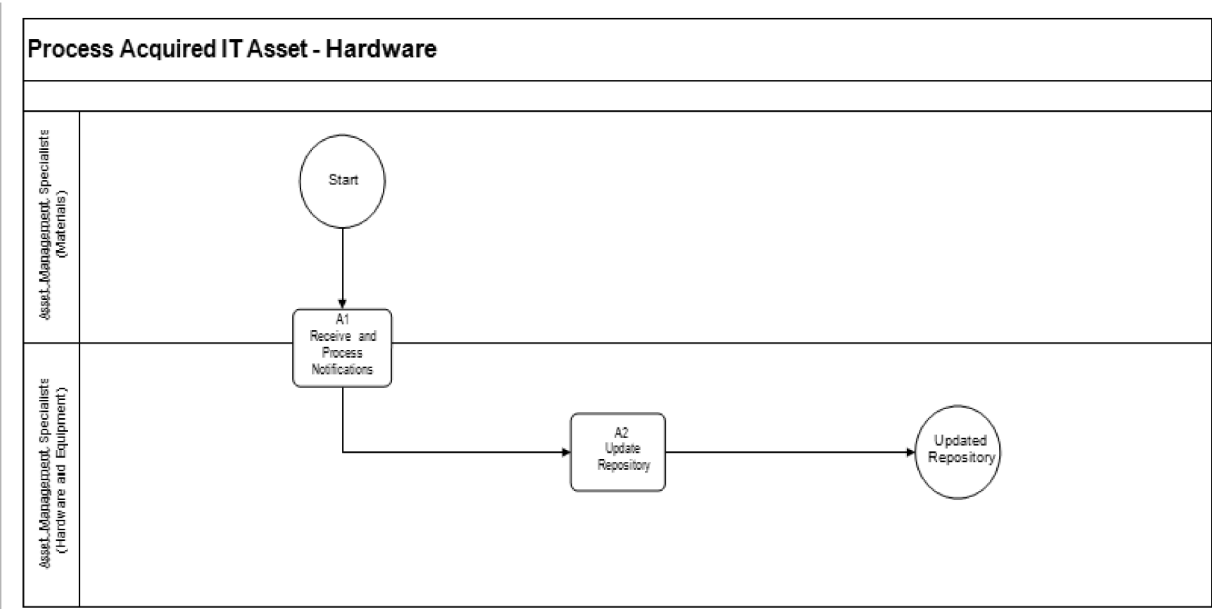 Process Acquired IT Asset - Hardware
Asset Management Specialists
(Materials)
Start
A1
Receive and
Process
Notifications
Asset Management Specialists
(Hardware and Equipment)
A2
Update
Repository
Updated
Repository